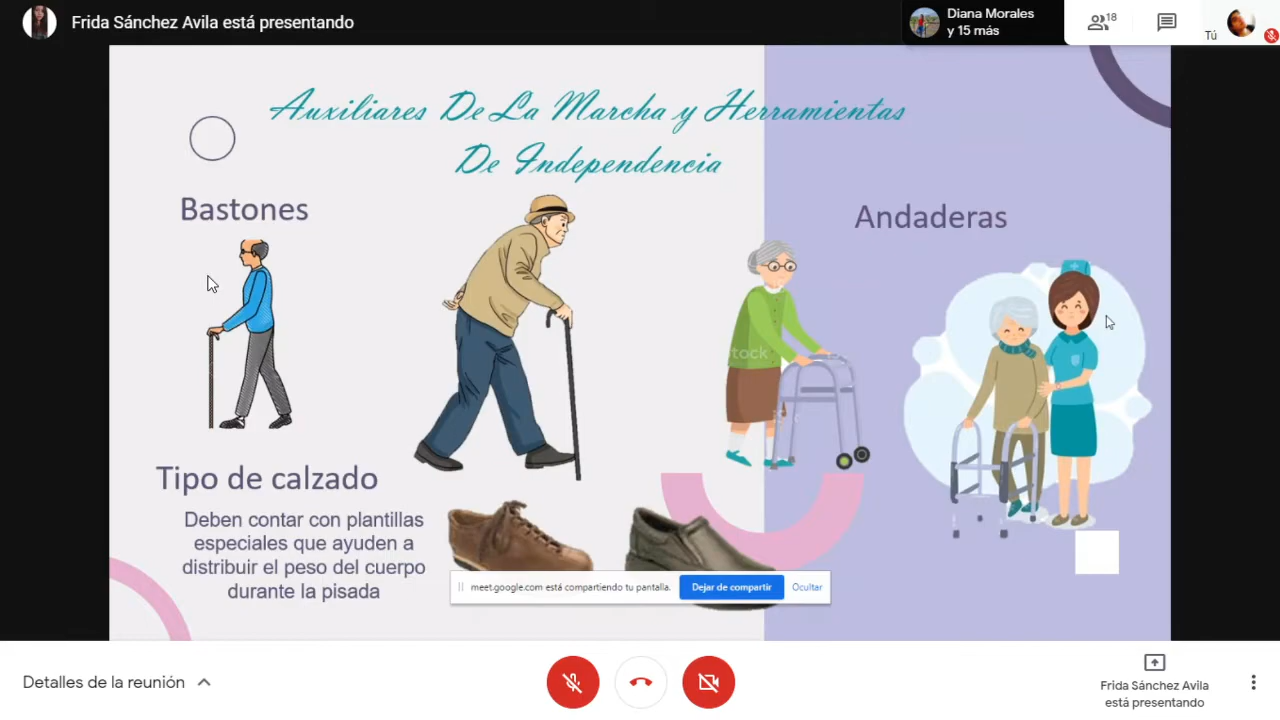 Frida Sánchez Avila está presentando
Diana Morales
y 15 más
18
Tú
Auxiliares De La Marcha y Herramientas
De Independencia
Bastones
Andaderas
stock
Tipo de calzado
Deben contar con plantillas
especiales que ayuden a
distribuir el peso del cuerpo
durante la pisada
meet.google.com está compartiendo tu pantalla.
Dejar de compartir
Ocultar
Detalles de la reunión
Frida Sánchez Avila
está presentando